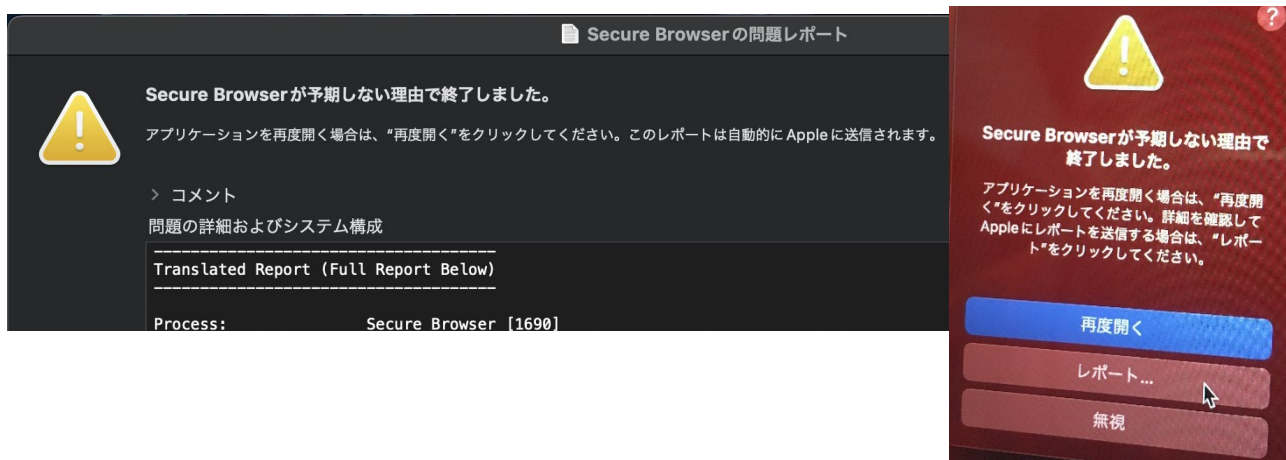 Secure Browserの問題レポート
Secure Browserが予期しない理由で終了しました。
アプリケーションを再度開く場合は、“再度開く”をクリックしてください。このレポートは自動的にAppleに送信されます。
> コメント
問題の詳細およびシステム構成
-------------------------------------
Translated Report (Full Report Below)
-------------------------------------
Process: Secure Browser [1690]
?
Secure Browserが予期しない理由で
終了しました。
アプリケーションを再度開く場合は、“再度開
く”をクリックしてください。詳細を確認して
Appleにレポートを送信する場合は、“レポー
ト”をクリックしてください。
再度開く
レポート...
無視